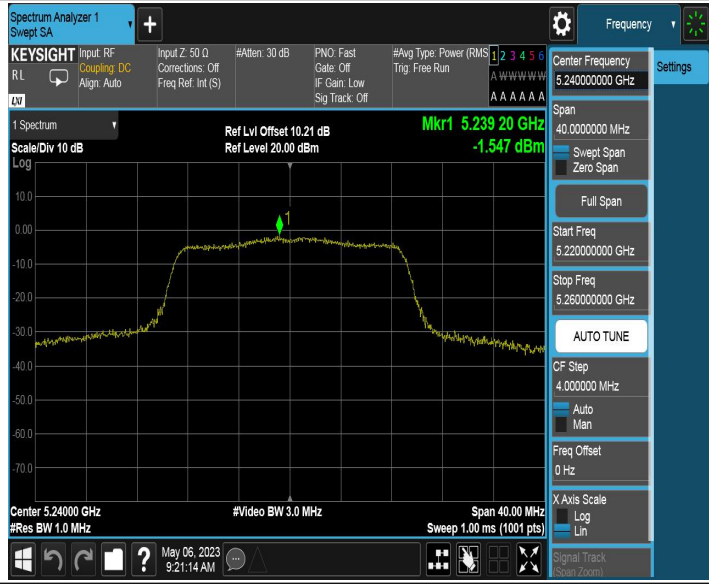 Spectrum Analyzer 1
Swept SA
Frequency
KEYSIGHT
Input: RF
Coupling: DC
Align: Auto
Input Z: 50 Ω
Corrections: Off
Freq Ref: Int (S)
#Atten: 30 dB
PNO: Fast
Gate: Off
IF Gain: Low
Sig Track: Off
#Avg Type: Power (RMS
Trig: Free Run
1 2 3 4 5 6
A W W W W W
A A A A A A
R L
LXI
1 Spectrum
Scale/Div 10 dB
Log
Ref Lvl Offset 10.21 dB
Ref Level 20.00 dBm
Mkr1 5.239 20 GHz
-1.547 dBm
1
10.0
0.00
-10.0
-20.0
-30.0
-40.0
-50.0
-60.0
-70.0
Center 5.24000 GHz
#Res BW 1.0 MHz
#Video BW 3.0 MHz
Span 40.00 MHz
Sweep 1.00 ms (1001 pts)
May 06, 2023
9:21:14 AM
?
Center Frequency
5.240000000 GHz
Settings
Span
40.0000000 MHz
Swept Span
Zero Span
Full Span
Start Freq
5.220000000 GHz
Stop Freq
5.260000000 GHz
AUTO TUNE
CF Step
4.000000 MHz
Auto
Man
Freq Offset
0 Hz
X Axis Scale
Log
Lin
Signal Track
(Span Zoom)